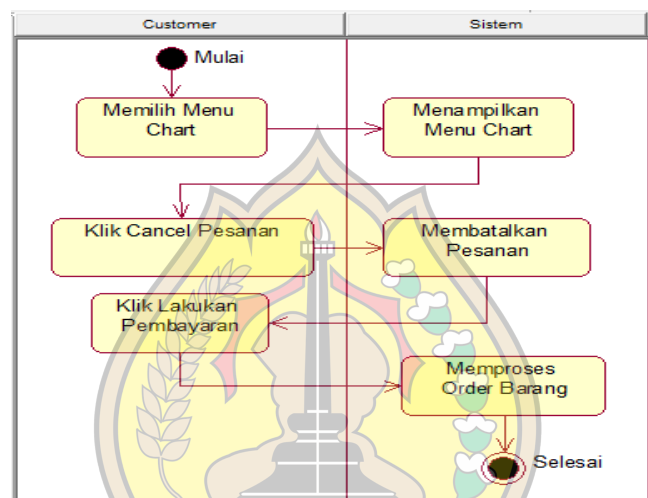 Customer
Sistem
Mulai
Memilih Menu
Chart
Menampilkan
Menu Chart
Klik Cancel Pesanan
Membatalkan
Pesanan
Klik Lakukan
Pembayaran
Memproses
Order Barang
Selesai